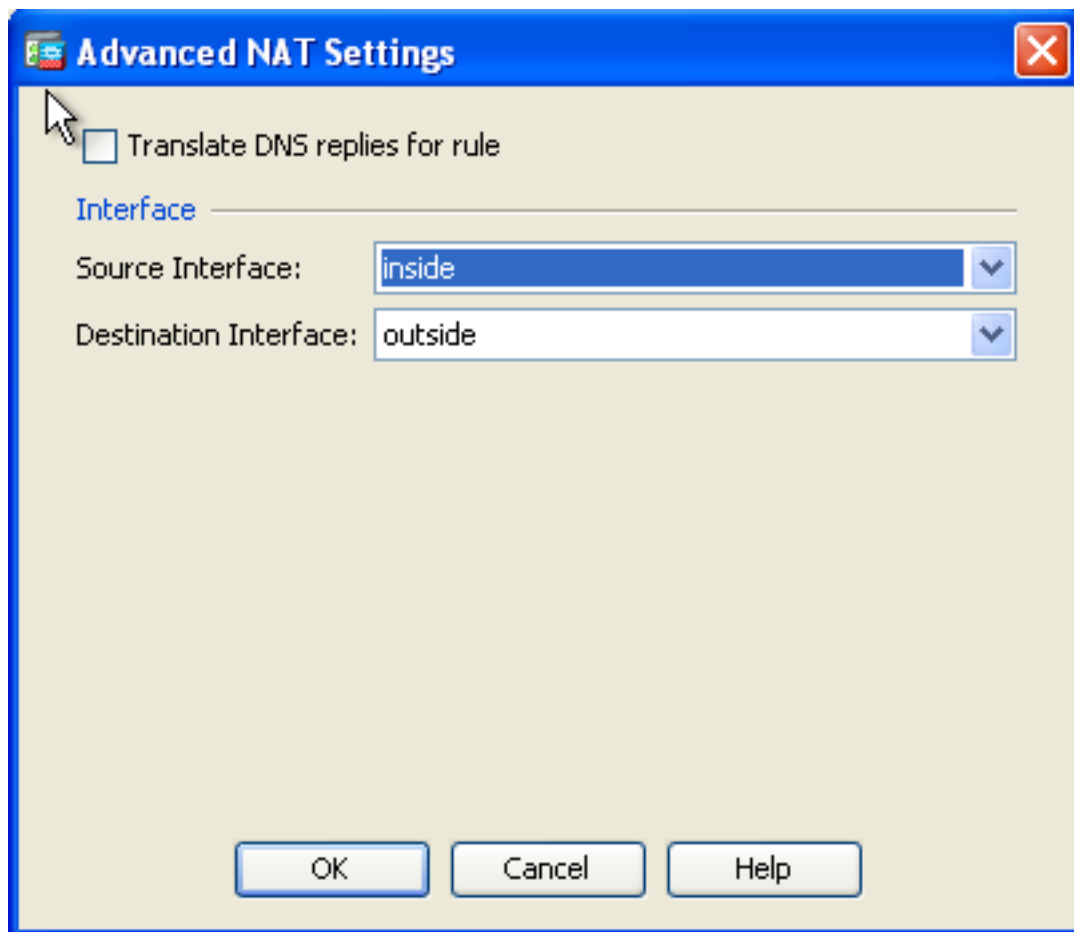 Advanced NAT Settings
Translate DNS replies for rule
Interface
Source Interface: inside
Destination Interface: outside
OK Cancel Help